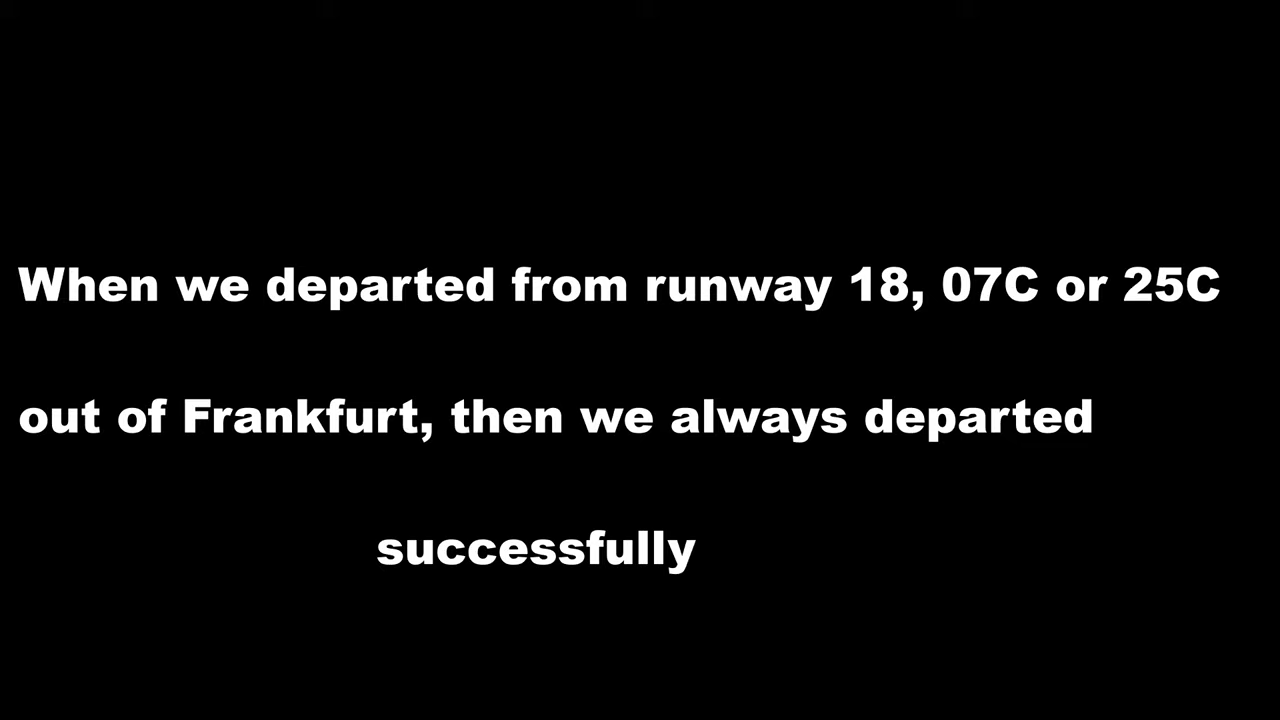 When we departed from runway 18, 07C or 25C
out of Frankfurt, then we always departed
successfully